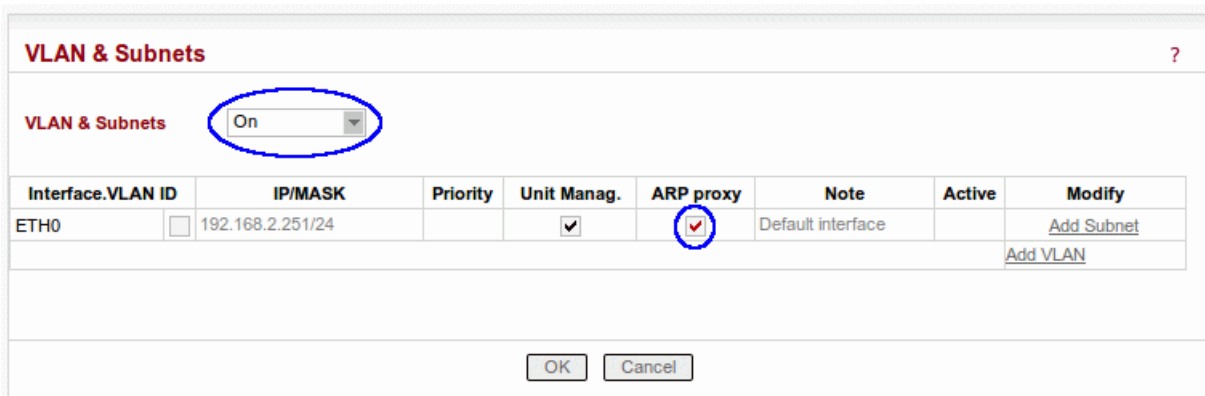 VLAN & Subnets ?
VLAN & Subnets On
Interface.VLAN ID IP/MASK Priority Unit Manag. ARP proxy Note Active Modify
ETH0 192.168.2.251/24 Default interface Add Subnet
Add VLAN
OK Cancel